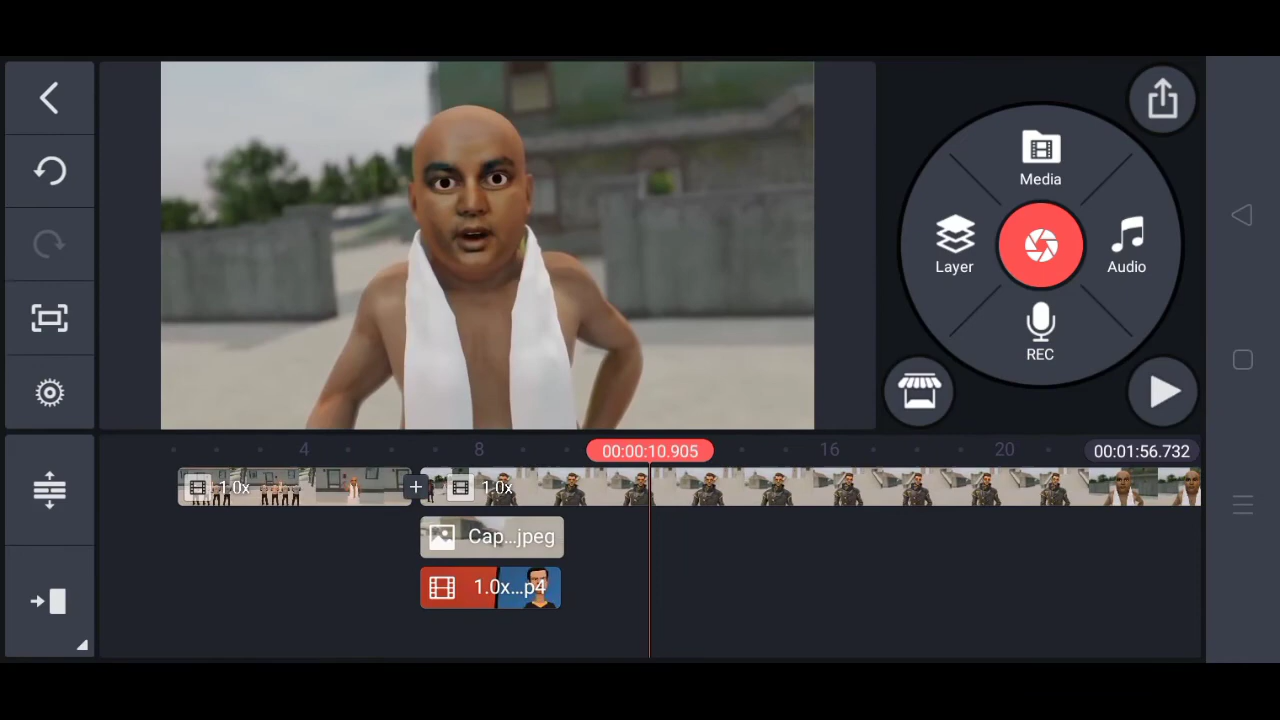 Media
Layer
Audio
REC
4
8
00:00:10.905
16
20
00:01:56.732
1.0x
+
1.0x
Cap...jpeg
1.0x...p4